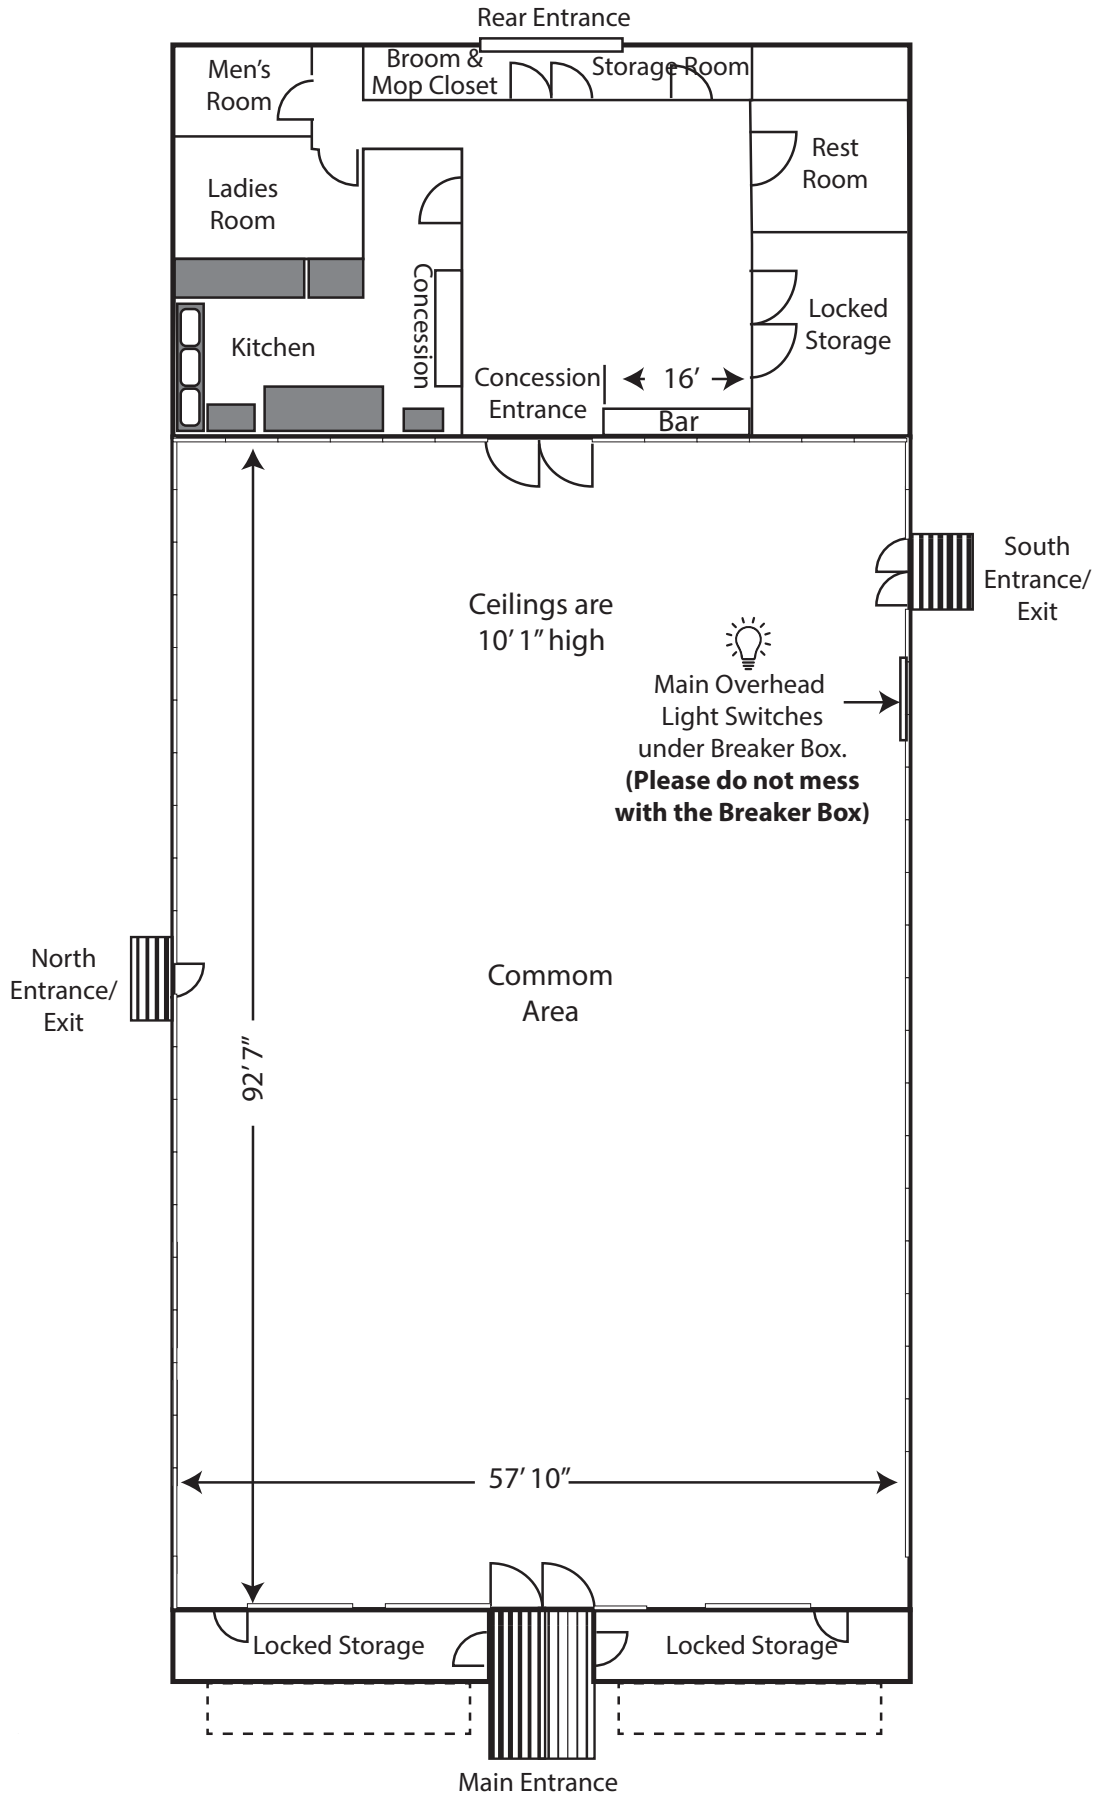 Rear Entrance
Men's
Room
Broom &
Mop Closet
Storage Room
Rest
Room
Ladies
Room
Concession
Locked
Storage
Kitchen
Concession
Entrance
16'
Bar
South
Entrance/
Exit
Ceilings are
10' 1" high
Main Overhead
Light Switches
under Breaker Box.
(Please do not mess
with the Breaker Box)
North
Entrance/
Exit
Commom
Area
92' 7"
57' 10"
Locked Storage
Locked Storage
Main Entrance